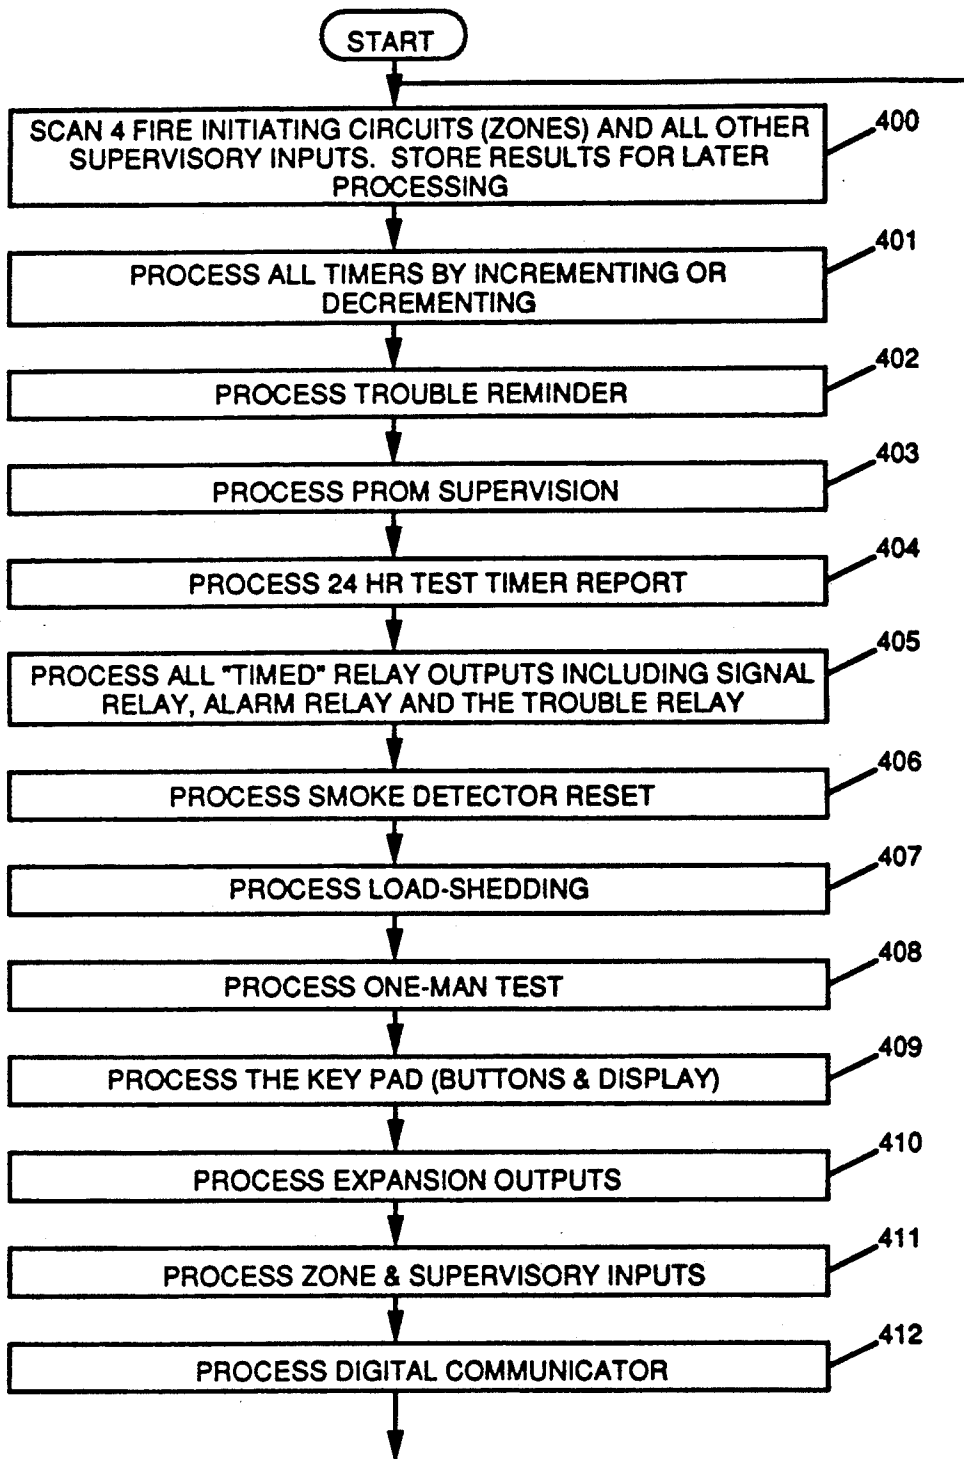 START
SCAN 4 FIRE INITIATING CIRCUITS (ZONES) AND ALL OTHER
SUPERVISORY INPUTS. STORE RESULTS FOR LATER
PROCESSING
400
PROCESS ALL TIMERS BY INCREMENTING OR
DECREMENTING
401
PROCESS TROUBLE REMINDER
402
PROCESS PROM SUPERVISION
403
PROCESS 24 HR TEST TIMER REPORT
404
PROCESS ALL "TIMED" RELAY OUTPUTS INCLUDING SIGNAL
RELAY, ALARM RELAY AND THE TROUBLE RELAY
405
PROCESS SMOKE DETECTOR RESET
406
PROCESS LOAD-SHEDDING
407
PROCESS ONE-MAN TEST
408
PROCESS THE KEY PAD (BUTTONS & DISPLAY)
409
PROCESS EXPANSION OUTPUTS
410
PROCESS ZONE & SUPERVISORY INPUTS
411
PROCESS DIGITAL COMMUNICATOR
412